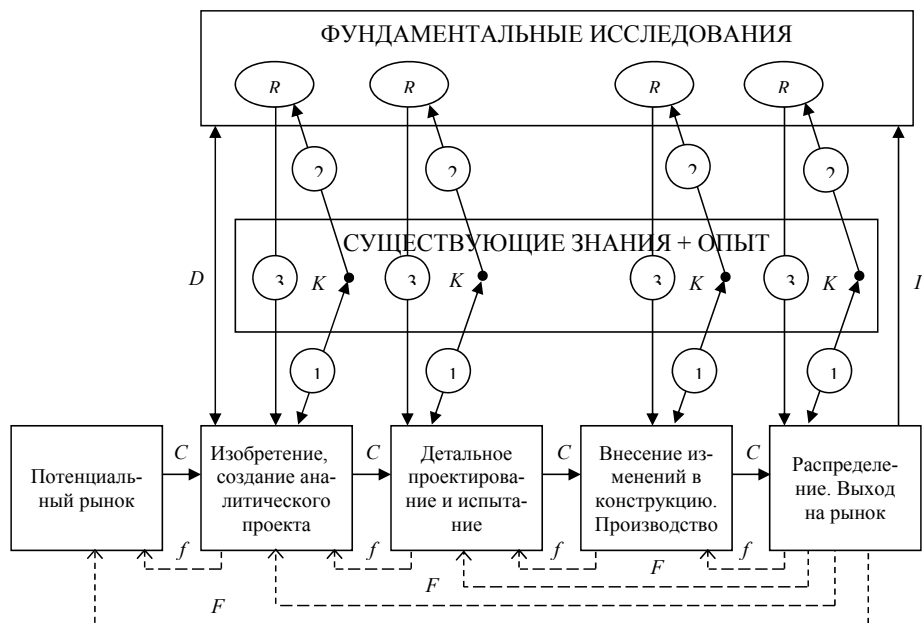 ФУНДАМЕНТАЛЬНЫЕ ИССЛЕДОВАНИЯ
R R R R
2 2 2 2
СУЩЕСТВУЮЩИЕ ЗНАНИЯ + ОПЫТ
D 3 K 3 K 3 K 3 K I
1 1 1 1
C C C C
Потенциаль-
ный рынок
Изобретение,
создание ана-
литического
проекта
Детальное
проектирова-
ние и испыта-
ние
Внесение из-
менений в
конструкцию.
Производство
Распределе-
ние. Выход
на рынок
f f f f
F F F